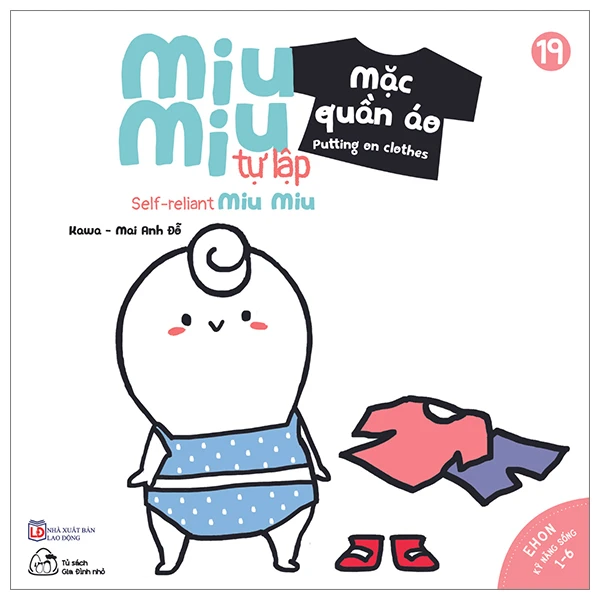 Miu
Miu
tự lập
Self-reliant Miu Miu
mặc
quần áo
Putting on clothes
19
Kawa - Mai Anh Đỗ
LĐ
NHÀ XUẤT BẢN
LAO ĐỘNG
Tủ sách
Gia Đình nhỏ
EHON
KỸ NĂNG SỐNG
1-6